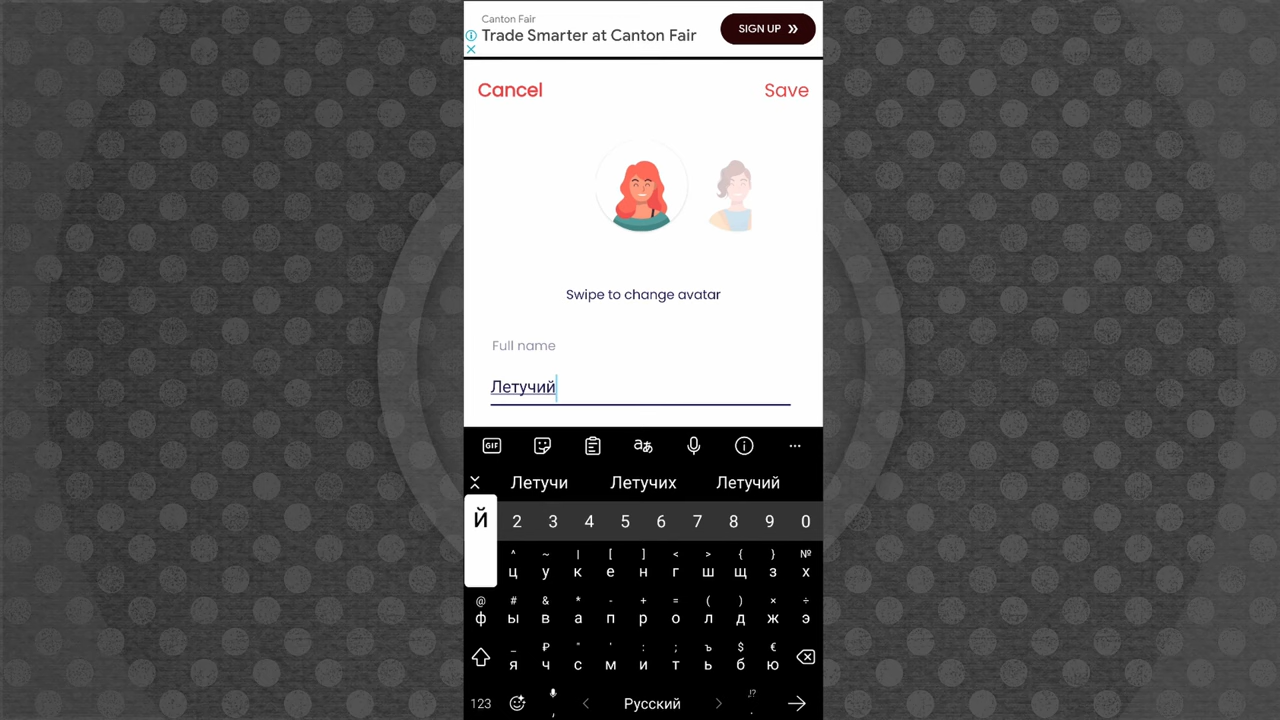 Canton Fair
Trade Smarter at Canton Fair
SIGN UP
Cancel
Save
Swipe to change avatar
Full name
Летучий
GIF
Летучи Летучих Летучий
Й 2 3 4 5 6 7 8 9 0
^ ~ | [ ] < > { } №
ц у к е н г ш щ з х
@ # & * - + = ( ) × ÷
ф ы в а п р о л д ж э
_ ₽ " ' : ; ъ $ €
я ч с м и т ь б ю
!?
123 , < Русский > .